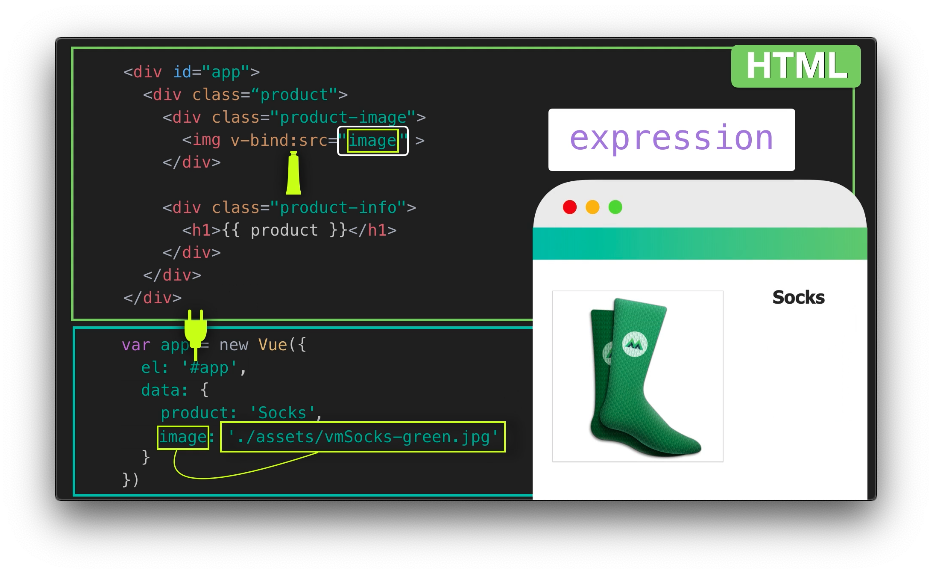 HTML
<div id="app">
<div class=“product">
<div class="product-image">
<img v-bind:src="image" >
</div>
expression
<div class="product-info">
<h1>{{ product }}</h1>
</div>
</div>
</div>
Socks
var app = new Vue({
el: '#app',
data: {
product: 'Socks',
image: './assets/vmSocks-green.jpg'
}
})